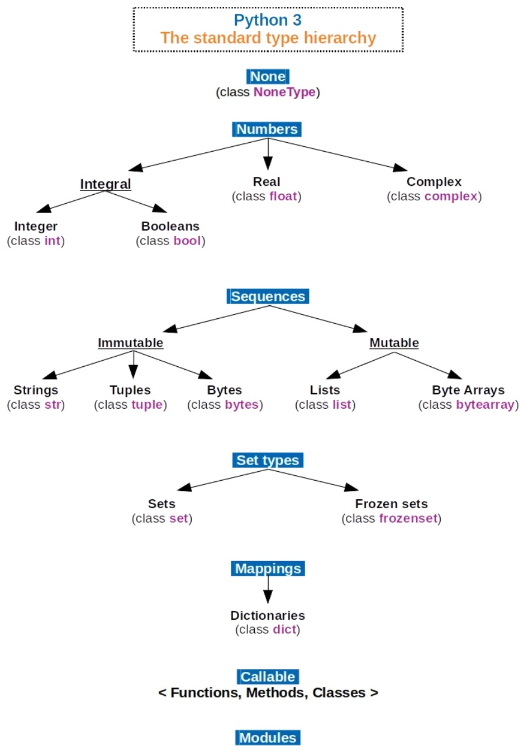 Python 3
The standard type hierarchy
None
(class NoneType)
Numbers
Integral
Real
(class float)
Complex
(class complex)
Integer
(class int)
Booleans
(class bool)
Sequences
Immutable
Mutable
Strings
(class str)
Tuples
(class tuple)
Bytes
(class bytes)
Lists
(class list)
Byte Arrays
(class bytearray)
Set types
Sets
(class set)
Frozen sets
(class frozenset)
Mappings
Dictionaries
(class dict)
Callable
< Functions, Methods, Classes >
Modules